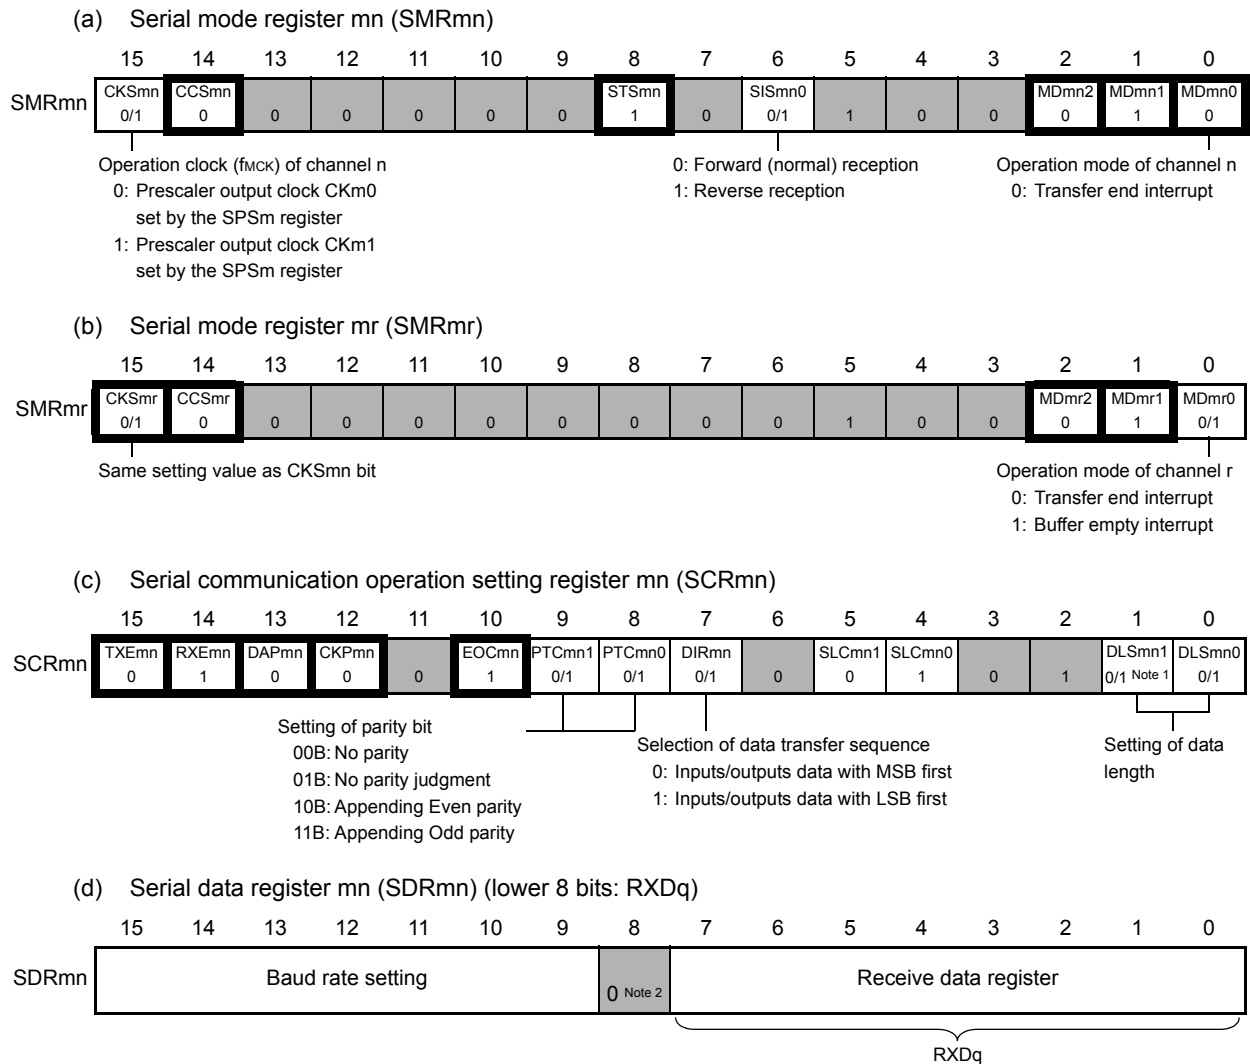 (a) Serial mode register mn (SMRmn)
15 14 13 12 11 10 9 8 7 6 5 4 3 2 1 0
SMRmn
CKSmn CCSmn STSmn SISmn0 MDmn2 MDmn1 MDmn0
0/1 0 0 0 0 0 0 1 0 0/1 1 0 0 0 1 0
Operation clock (fMCK) of channel n
0: Prescaler output clock CKm0
set by the SPSm register
1: Prescaler output clock CKm1
set by the SPSm register
0: Forward (normal) reception
1: Reverse reception
Operation mode of channel n
0: Transfer end interrupt
(b) Serial mode register mr (SMRmr)
15 14 13 12 11 10 9 8 7 6 5 4 3 2 1 0
SMRmr
CKSmr CCSmr MDmr2 MDmr1 MDmr0
0/1 0 0 0 0 0 0 0 0 0 1 0 0 0 1 0/1
Same setting value as CKSmn bit
Operation mode of channel r
0: Transfer end interrupt
1: Buffer empty interrupt
(c) Serial communication operation setting register mn (SCRmn)
15 14 13 12 11 10 9 8 7 6 5 4 3 2 1 0
SCRmn
TXEmn RXEmn DAPmn CKPmn EOCmn PTCmn1 PTCmn0 DIRmn SLCmn1 SLCmn0 DLSmn1 DLSmn0
0 1 0 0 0 1 0/1 0/1 0/1 0 0 1 0 1 0/1 Note 1 0/1
Setting of parity bit
00B: No parity
01B: No parity judgment
10B: Appending Even parity
11B: Appending Odd parity
Selection of data transfer sequence
0: Inputs/outputs data with MSB first
1: Inputs/outputs data with LSB first
Setting of data
length
(d) Serial data register mn (SDRmn) (lower 8 bits: RXDq)
15 14 13 12 11 10 9 8 7 6 5 4 3 2 1 0
SDRmn
Baud rate setting
0 Note 2
Receive data register
RXDq